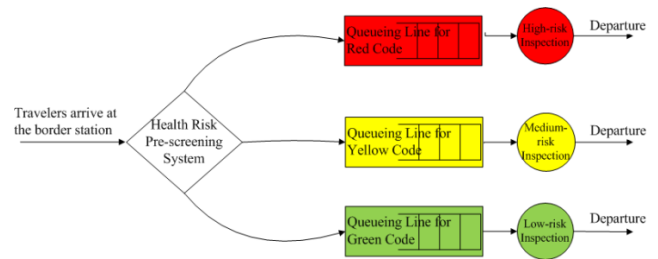 Travelers arrive at
the border station
Health Risk
Pre-screening
System
Queueing Line for
Red Code
High-risk
Inspection
Departure
Queueing Line for
Yellow Code
Medium-
risk
Inspection
Departure
Queueing Line for
Green Code
Low-risk
Inspection
Departure